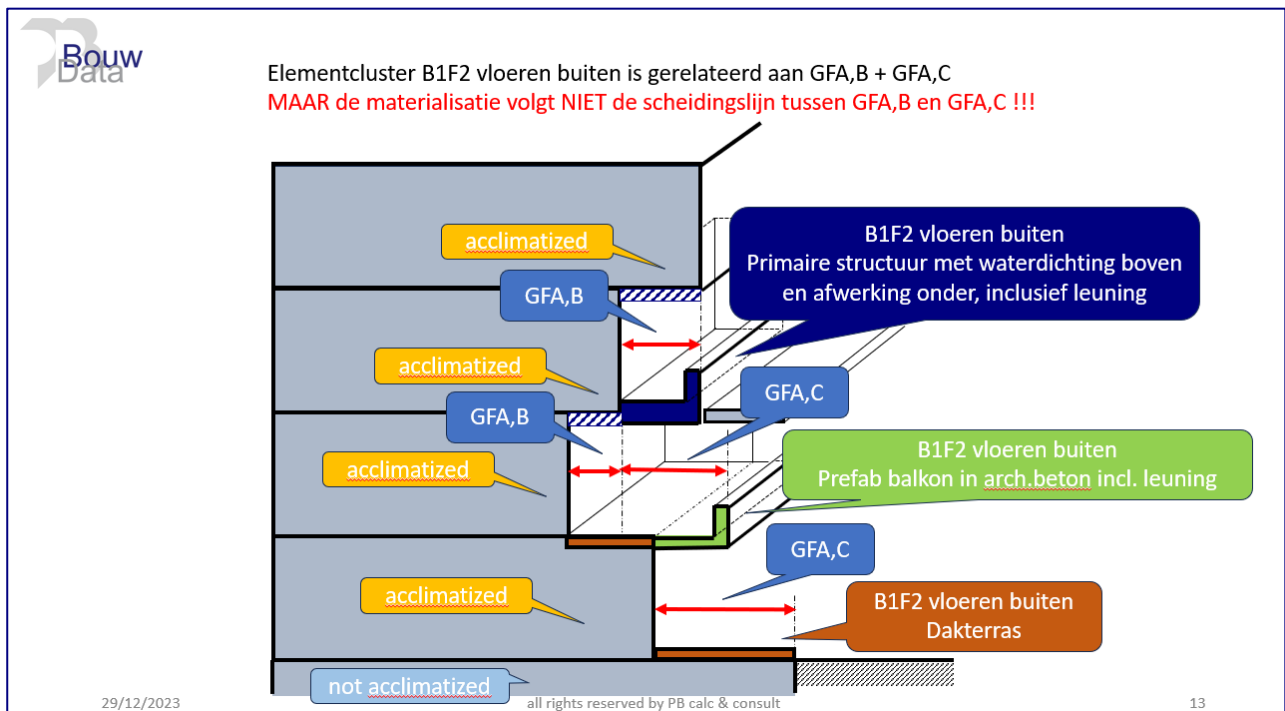 Bouw
Data
Elementcluster B1F2 vloeren buiten is gerelateerd aan GFA,B + GFA,C
MAAR de materialisatie volgt NIET de scheidingslijn tussen GFA,B en GFA,C !!!
acclimatized
GFA,B
B1F2 vloeren buiten
Primaire structuur met waterdichting boven
en afwerking onder, inclusief leuning
acclimatized
GFA,B
GFA,C
acclimatized
B1F2 vloeren buiten
Prefab balkon in arch.beton incl. leuning
GFA,C
acclimatized
B1F2 vloeren buiten
Dakterras
not acclimatized
29/12/2023
all rights reserved by PB calc & consult
13